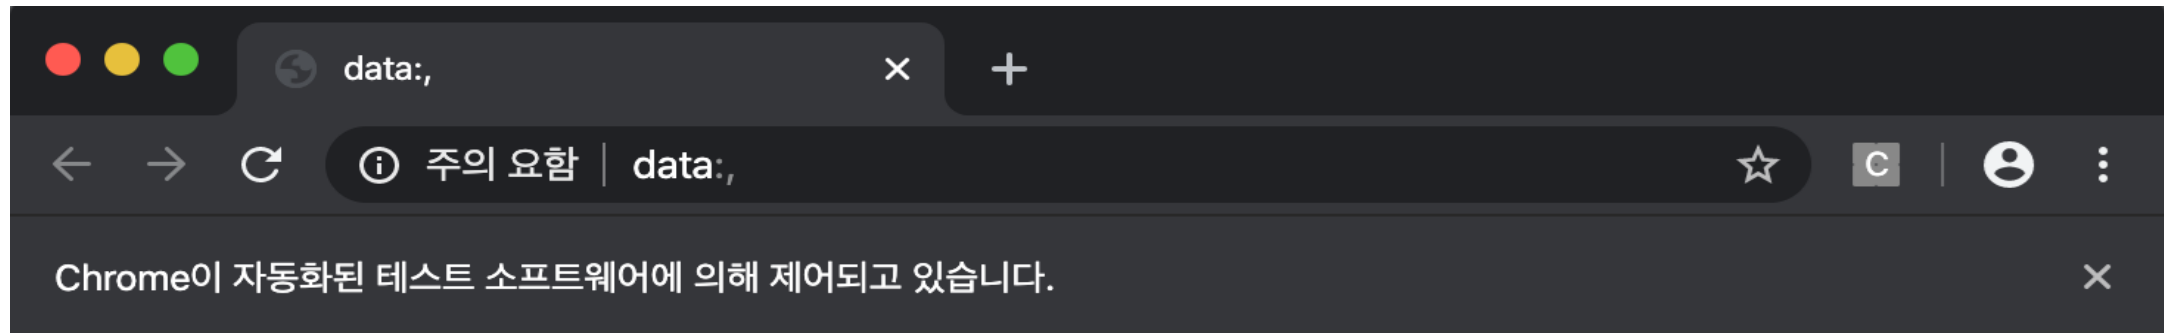 data:,
주의 요함 data:,
C
Chrome이 자동화된 테스트 소프트웨어에 의해 제어되고 있습니다.